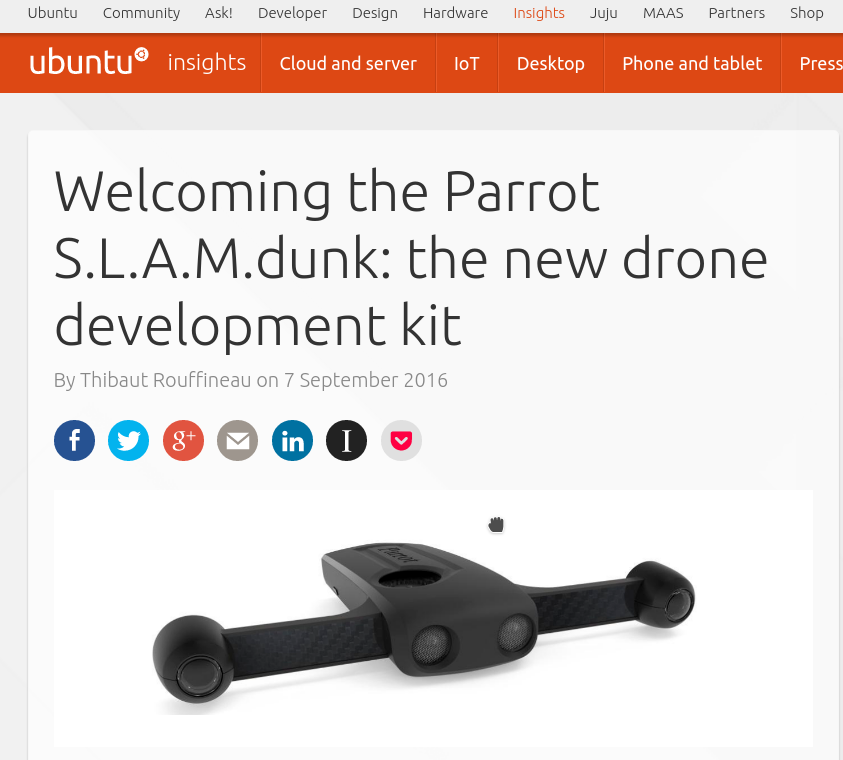 Ubuntu Community Ask! Developer Design Hardware Insights Juju MAAS Partners Shop
ubuntu insights Cloud and server IoT Desktop Phone and tablet Press
Welcoming the Parrot
S.L.A.M.dunk: the new drone
development kit
By Thibaut Rouffineau on 7 September 2016
f g+ in I
Parrot